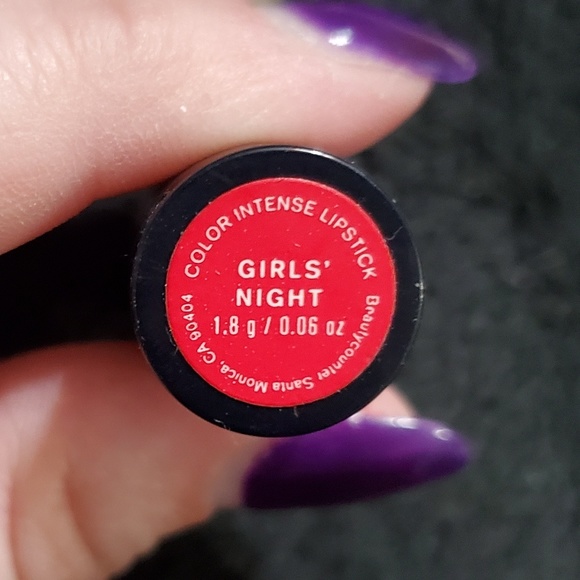 COLOR INTENSE LIPSTICK
GIRLS'
NIGHT
1.8 g / 0.06 oz
Beautycounter Santa Monica, CA 90404